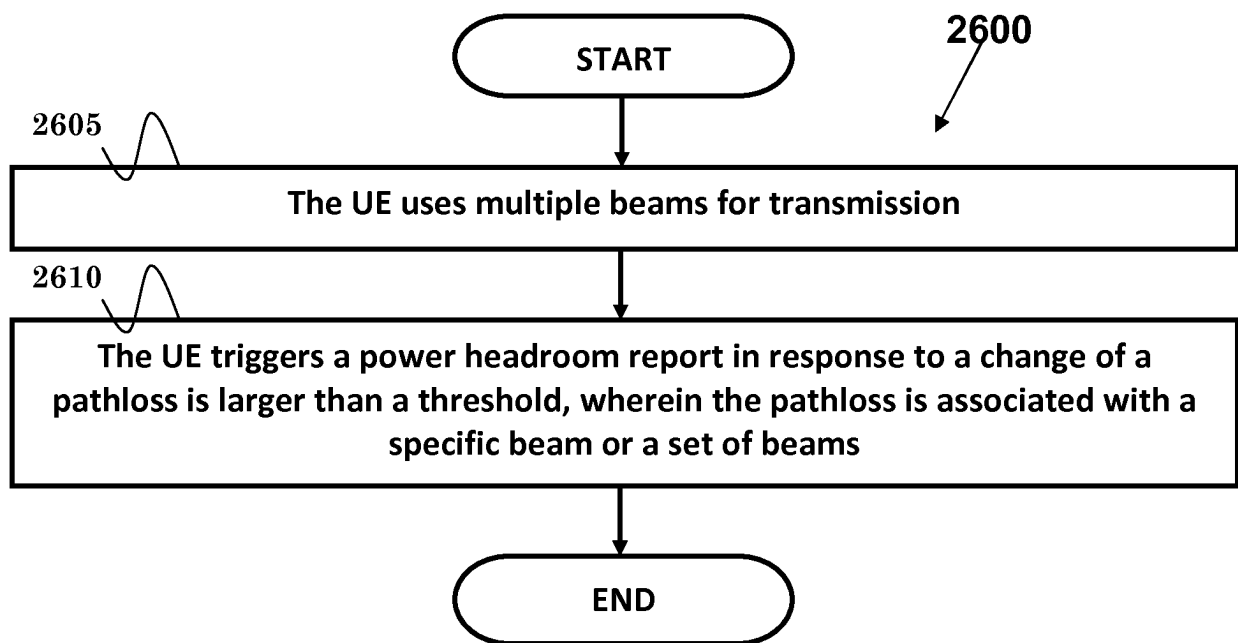 2600
START
2605
The UE uses multiple beams for transmission
2610
The UE triggers a power headroom report in response to a change of a
pathloss is larger than a threshold, wherein the pathloss is associated with a
specific beam or a set of beams
END